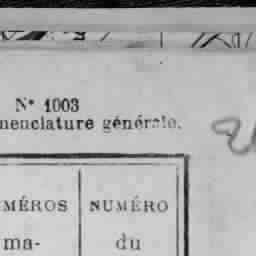 N° 1003
nenclature générale.
MÉROS NUMÉRO
ma- du